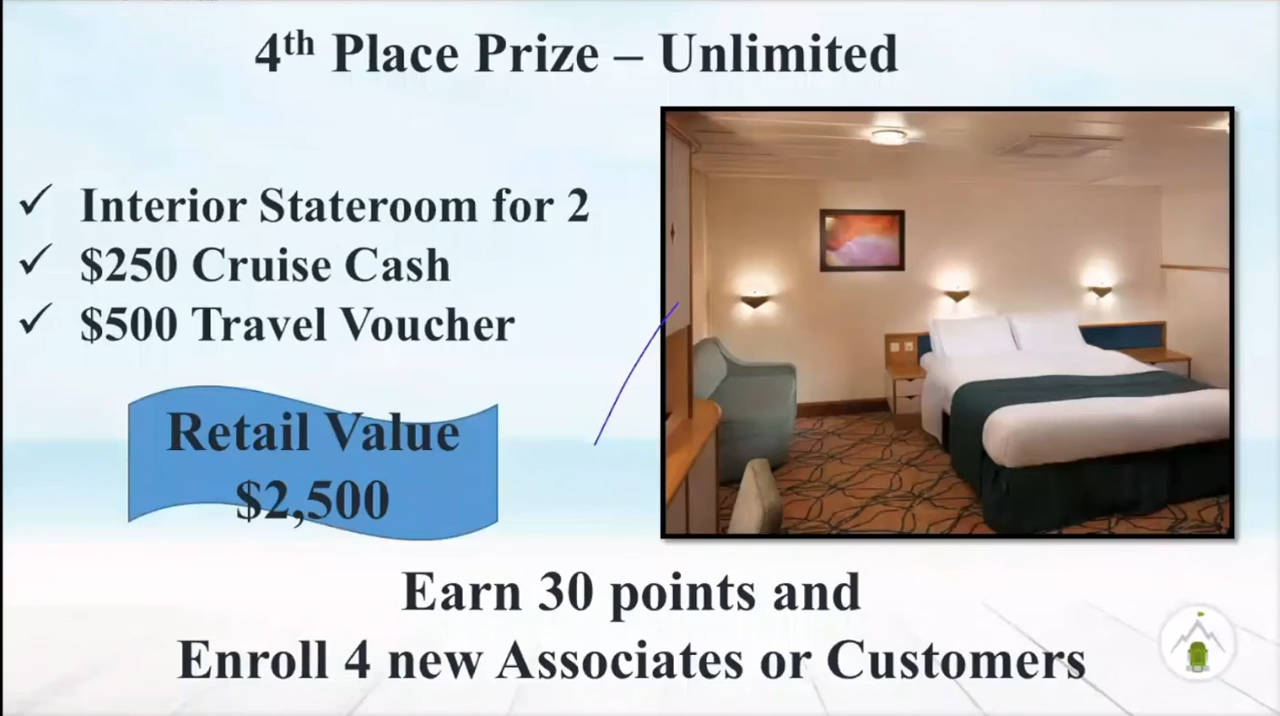 4th Place Prize – Unlimited
✓ Interior Stateroom for 2
✓ $250 Cruise Cash
✓ $500 Travel Voucher
Retail Value
$2,500
Earn 30 points and
Enroll 4 new Associates or Customers